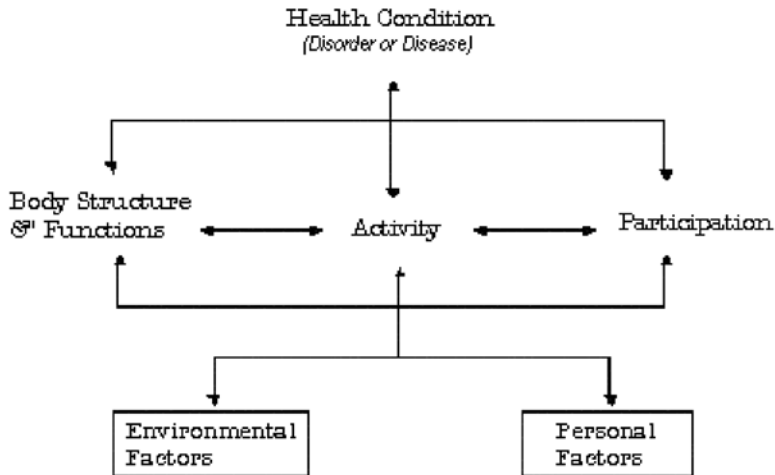 Health Condition
(Disorder or Disease)
Body Structure
& Functions
Activity
Participation
Environmental
Factors
Personal
Factors